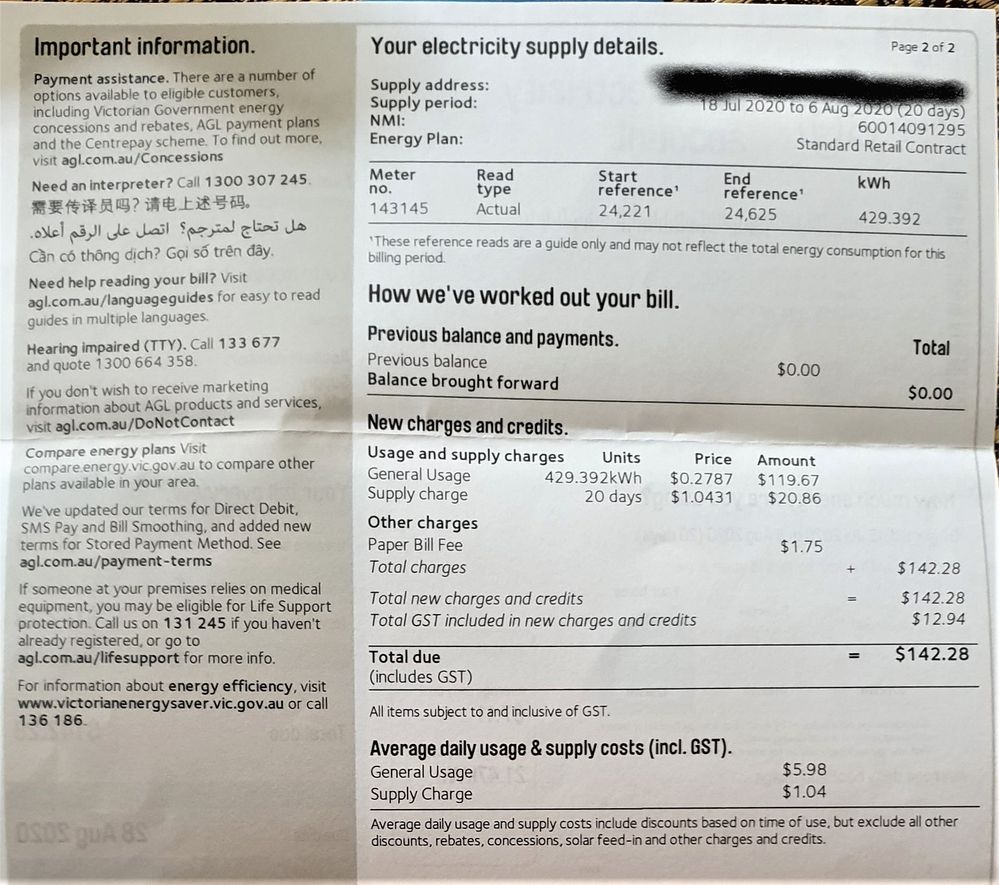 Important information.
Payment assistance. There are a number of
options available to eligible customers,
including Victorian Government energy
concessions and rebates, AGL payment plans
and the Centrepay scheme. To find out more,
visit agl.com.au/Concessions
Need an interpreter? Call 1300 307 245.
需要传译员吗? 请电上述号码。
هل تحتاج لمترجم؟ اتصل على الرقم أعلاه.
Cần có thông dịch? Gọi số trên đây.
Need help reading your bill? Visit
agl.com.au/languageguides for easy to read
guides in multiple languages.
Hearing impaired (TTY). Call 133 677
and quote 1300 664 358.
If you don't wish to receive marketing
information about AGL products and services,
visit agl.com.au/DoNotContact
Compare energy plans Visit
compare.energy.vic.gov.au to compare other
plans available in your area.
We've updated our terms for Direct Debit,
SMS Pay and Bill Smoothing, and added new
terms for Stored Payment Method. See
agl.com.au/payment-terms
If someone at your premises relies on medical
equipment, you may be eligible for Life Support
protection. Call us on 131 245 if you haven't
already registered, or go to
agl.com.au/lifesupport for more info.
For information about energy efficiency, visit
www.victorianenergysaver.vic.gov.au or call
136 186.
Your electricity supply details.
Page 2 of 2
Supply address:
Supply period: 18 Jul 2020 to 6 Aug 2020 (20 days)
NMI: 60014091295
Energy Plan: Standard Retail Contract
Meter Read Start End kWh
no. type reference¹ reference¹
143145 Actual 24,221 24,625 429.392
¹These reference reads are a guide only and may not reflect the total energy consumption for this
billing period.
How we've worked out your bill.
Previous balance and payments. Total
Previous balance $0.00
Balance brought forward $0.00
New charges and credits.
Usage and supply charges Units Price Amount
General Usage 429.392kWh $0.2787 $119.67
Supply charge 20 days $1.0431 $20.86
Other charges
Paper Bill Fee $1.75
Total charges + $142.28
Total new charges and credits = $142.28
Total GST included in new charges and credits $12.94
Total due = $142.28
(includes GST)
All items subject to and inclusive of GST.
Average daily usage & supply costs (incl. GST).
General Usage $5.98
Supply Charge $1.04
Average daily usage and supply costs include discounts based on time of use, but exclude all other
discounts, rebates, concessions, solar feed-in and other charges and credits.
28 Aug 2020